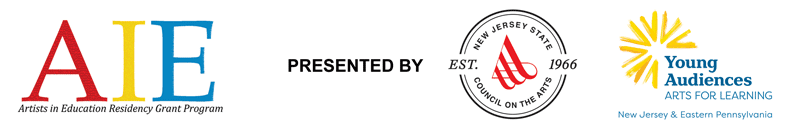 AIE
Artists in Education Residency Grant Program
PRESENTED BY
NEW JERSEY STATE
EST. 1966
COUNCIL ON THE ARTS
Young
Audiences
ARTS FOR LEARNING
New Jersey & Eastern Pennsylvania